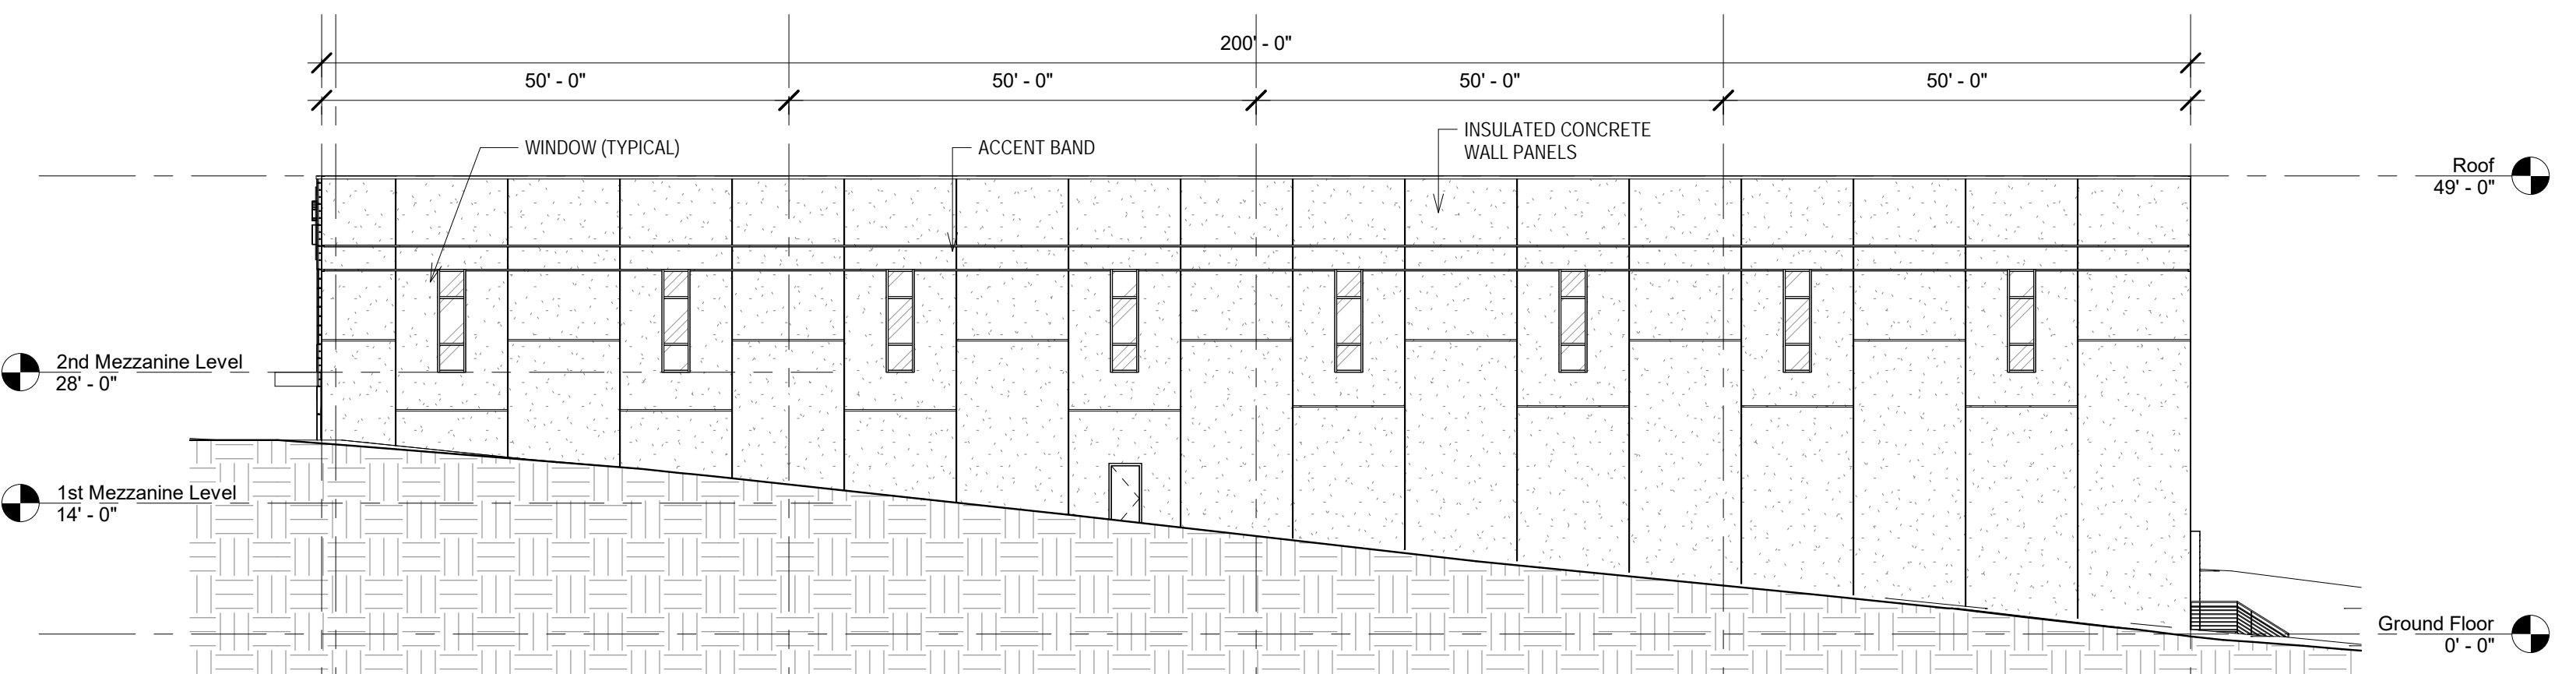 200' - 0"
50' - 0"
50' - 0"
50' - 0"
50' - 0"
WINDOW (TYPICAL)
ACCENT BAND
INSULATED CONCRETE
WALL PANELS
Roof
49' - 0"
2nd Mezzanine Level
28' - 0"
1st Mezzanine Level
14' - 0"
Ground Floor
0' - 0"